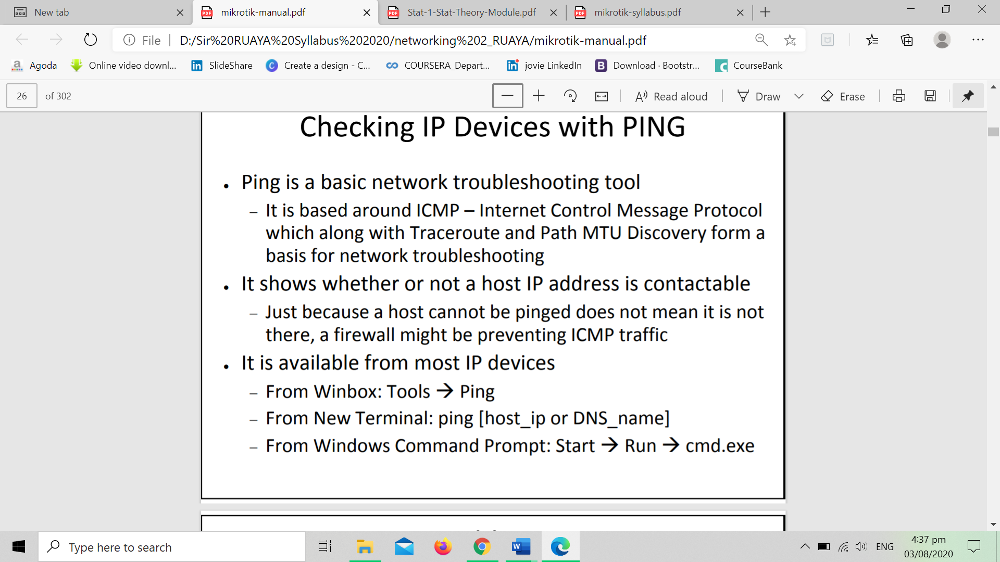 New tab
mikrotik-manual.pdf
Stat-1-Stat-Theory-Module.pdf
mikrotik-syllabus.pdf
File
D:/Sir%20RUAYA%20Syllabus%202020/networking%202_RUAYA/mikrotik-manual.pdf
Agoda
Online video downl...
SlideShare
Create a design - C...
COURSERA_Depart...
jovie LinkedIn
Download · Bootstr...
CourseBank
26 of 302
Read aloud
Draw
Erase
Checking IP Devices with PING
• Ping is a basic network troubleshooting tool
– It is based around ICMP – Internet Control Message Protocol
which along with Traceroute and Path MTU Discovery form a
basis for network troubleshooting
• It shows whether or not a host IP address is contactable
– Just because a host cannot be pinged does not mean it is not
there, a firewall might be preventing ICMP traffic
• It is available from most IP devices
– From Winbox: Tools → Ping
– From New Terminal: ping [host_ip or DNS_name]
– From Windows Command Prompt: Start → Run → cmd.exe
Type here to search
ENG
4:37 pm
03/08/2020